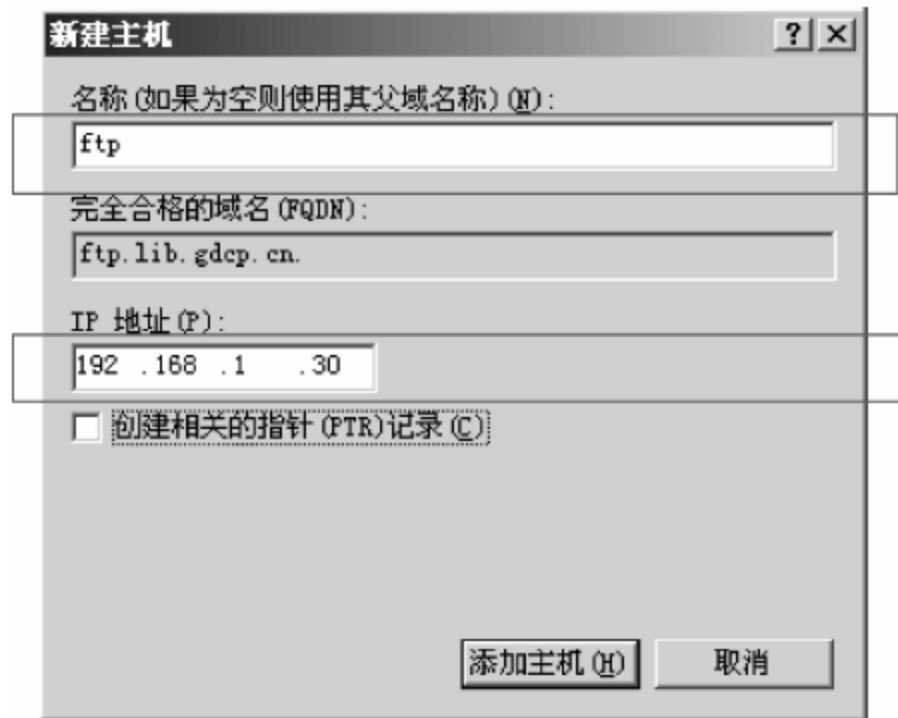 新建主机
名称(如果为空则使用其父域名称)(N):
ftp
完全合格的域名(FQDN):
ftp.lib.gdcp.cn.
IP 地址(P):
192 .168 .1 .30
创建相关的指针(PTR)记录(C)
添加主机(H) 取消